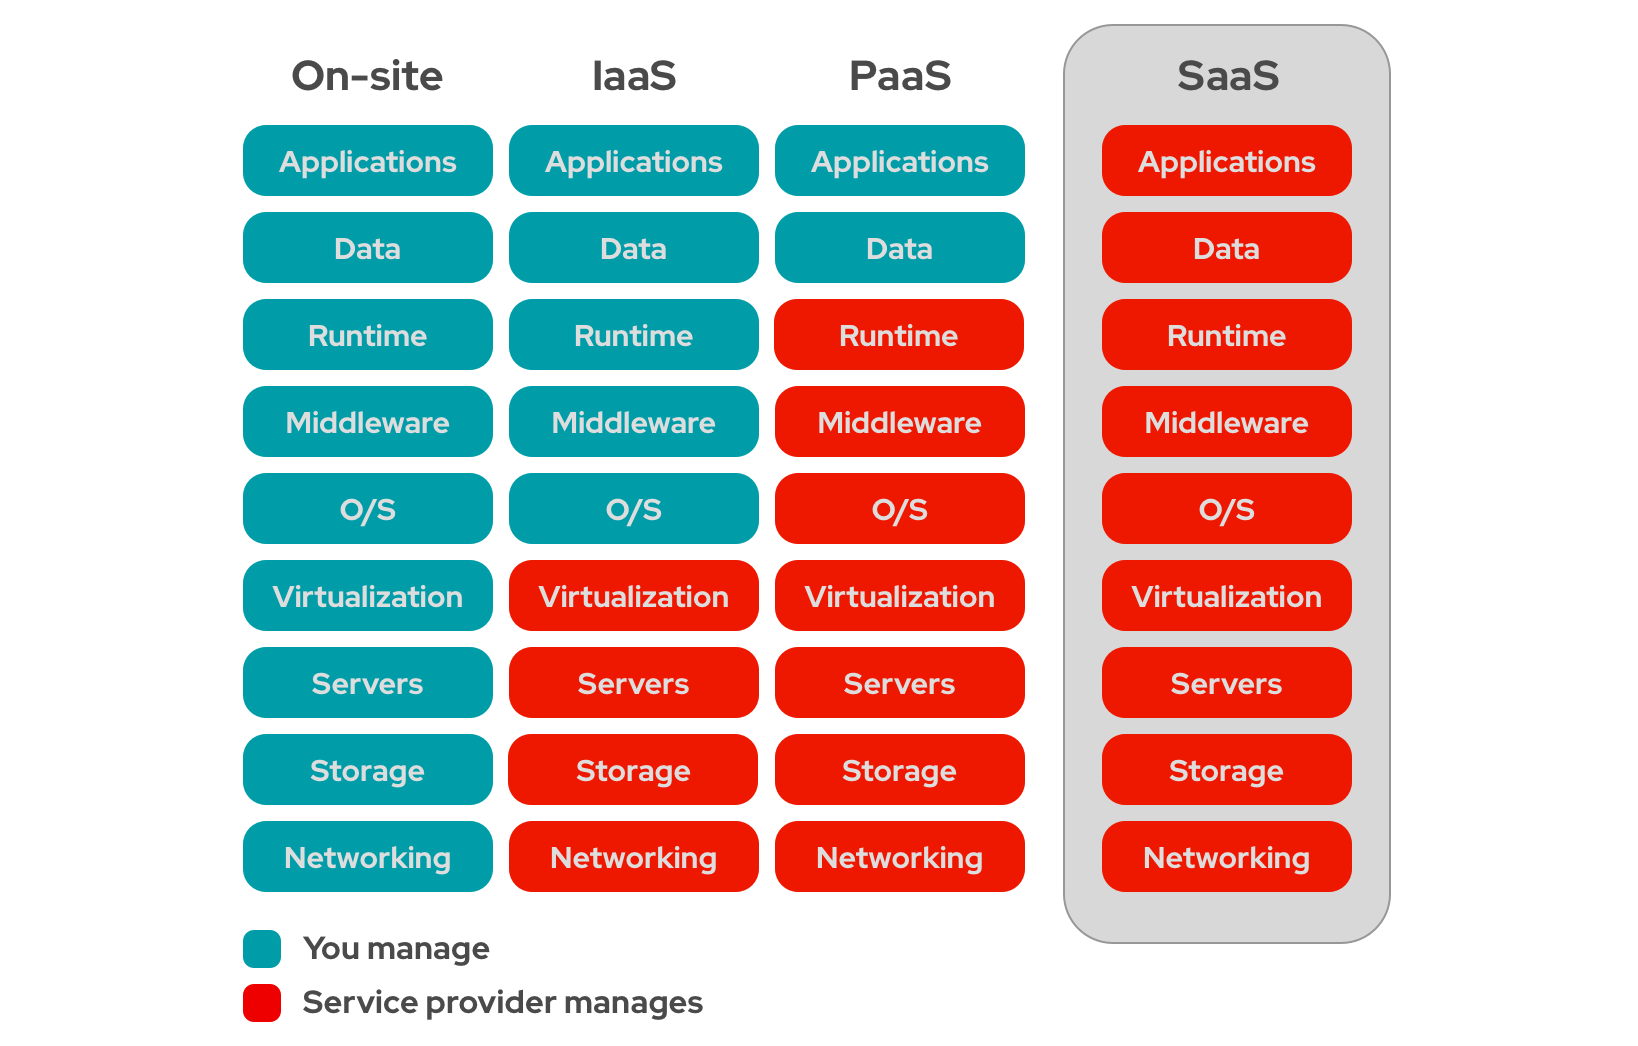 On-site IaaS PaaS SaaS
Applications Applications Applications Applications
Data Data Data Data
Runtime Runtime Runtime Runtime
Middleware Middleware Middleware Middleware
O/S O/S O/S O/S
Virtualization Virtualization Virtualization Virtualization
Servers Servers Servers Servers
Storage Storage Storage Storage
Networking Networking Networking Networking
You manage
Service provider manages